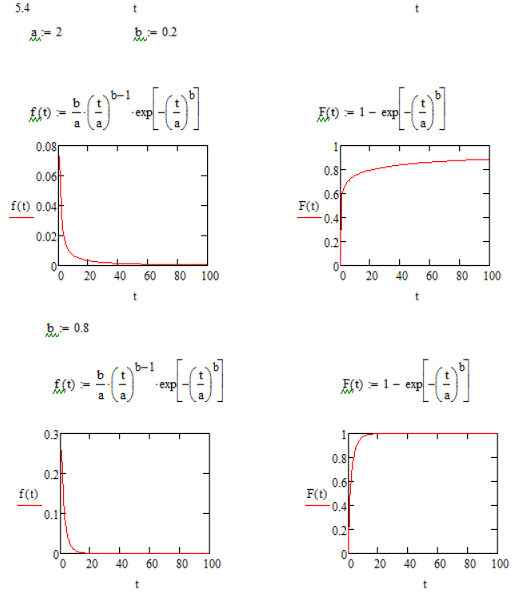 5.4 t t
a := 2 b := 0.2
f(t) := b/a·(t/a)^(b−1)·exp[−(t/a)^b] F(t) := 1 − exp[−(t/a)^b]
0.08 1
0.8
0.06
0.6
f(t) 0.04 F(t) 0.4
0.02
0.2
0 0
0 20 40 60 80 100 0 20 40 60 80 100
t t
b := 0.8
f(t) := b/a·(t/a)^(b−1)·exp[−(t/a)^b] F(t) := 1 − exp[−(t/a)^b]
0.3 1
0.8
0.2
0.6
f(t) F(t)
0.1 0.4
0.2
0 0
0 20 40 60 80 100 0 20 40 60 80 100
t t